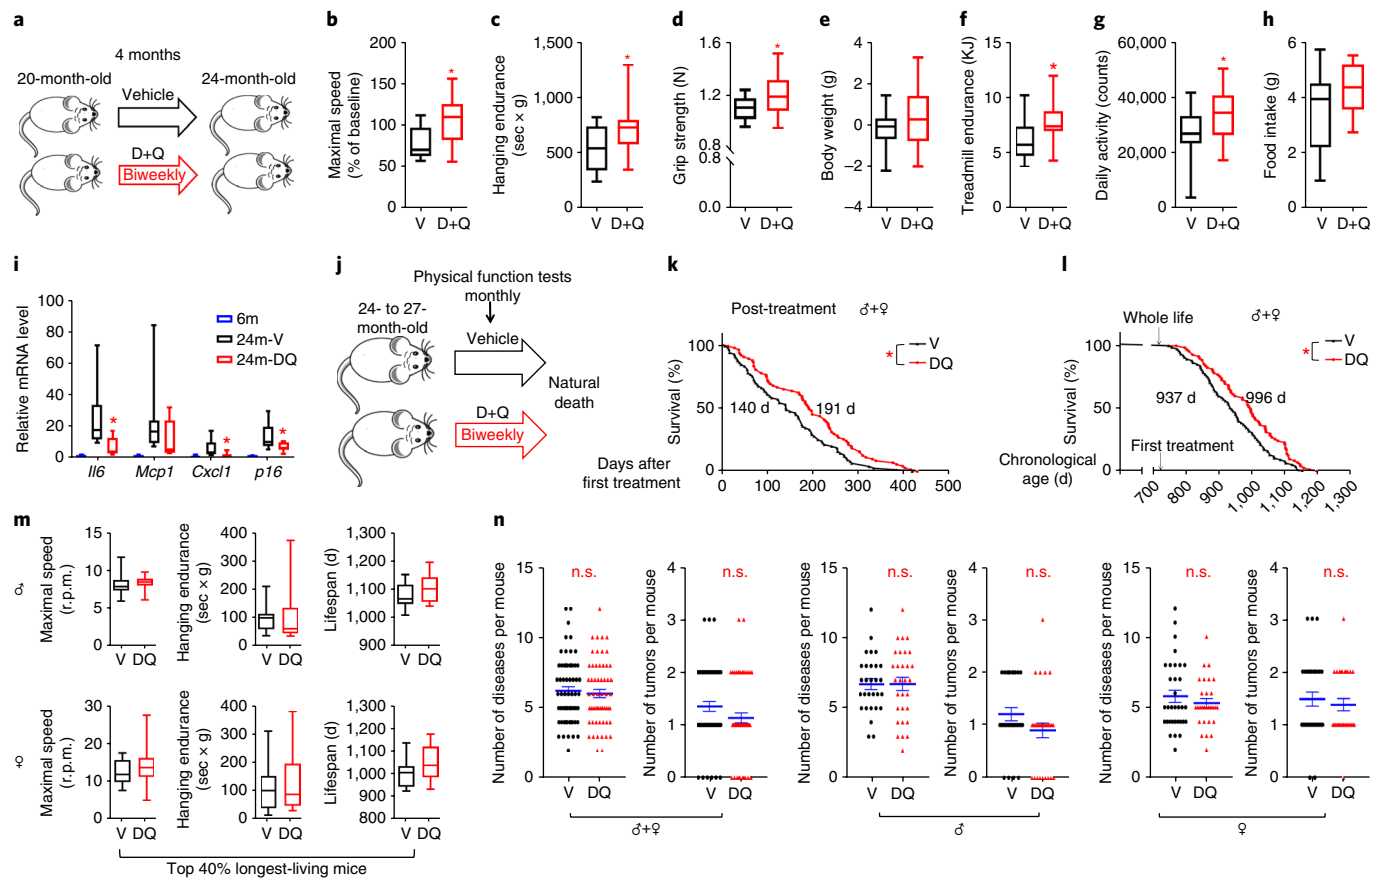 a
4 months
20-month-old
24-month-old
Vehicle
D+Q
Biweekly
b
Maximal speed
(% of baseline)
200
150
100
50
0
V D+Q
*
c
Hanging endurance
(sec × g)
1,500
1,000
500
0
V D+Q
*
d
Grip strength (N)
1.6
1.2
0.8
0.8
0.0
V D+Q
*
e
Body weight (g)
4
2
0
–2
–4
V D+Q
f
Treadmill endurance (KJ)
15
10
5
0
V D+Q
*
g
Daily activity (counts)
60,000
40,000
20,000
0
V D+Q
*
h
Food intake (g)
6
4
2
0
V D+Q
i
Relative mRNA level
100
80
60
40
20
0
6m
24m-V
24m-DQ
* * *
Il6 Mcp1 Cxcl1 p16
j
Physical function tests
monthly
24- to 27-
month-old
Vehicle
Natural
death
D+Q
Biweekly
k
Post-treatment ♂+♀
Survival (%)
100
50
0
V
DQ
*
140 d 191 d
Days after
first treatment
0 100 200 300 400 500
l
Whole life ♂+♀
Survival (%)
100
50
0
V
DQ
*
937 d 996 d
First treatment
Chronological
age (d)
700 800 900 1,000 1,100 1,200 1,300
m
♂
Maximal speed
(r.p.m.)
15
10
5
0
V DQ
Hanging endurance
(sec × g)
400
300
200
100
0
V DQ
Lifespan (d)
1,300
1,200
1,100
1,000
900
V DQ
♀
Maximal speed
(r.p.m.)
30
20
10
0
V DQ
Hanging endurance
(sec × g)
400
300
200
100
0
V DQ
Lifespan (d)
1,300
1,200
1,100
1,000
900
800
V DQ
Top 40% longest-living mice
n
Number of diseases per mouse
15
10
5
0
n.s.
V DQ
Number of tumors per mouse
4
3
2
1
0
n.s.
V DQ
♂+♀
Number of diseases per mouse
15
10
5
0
n.s.
V DQ
Number of tumors per mouse
4
3
2
1
0
n.s.
V DQ
♂
Number of diseases per mouse
15
10
5
0
n.s.
V DQ
Number of tumors per mouse
4
3
2
1
0
n.s.
V DQ
♀